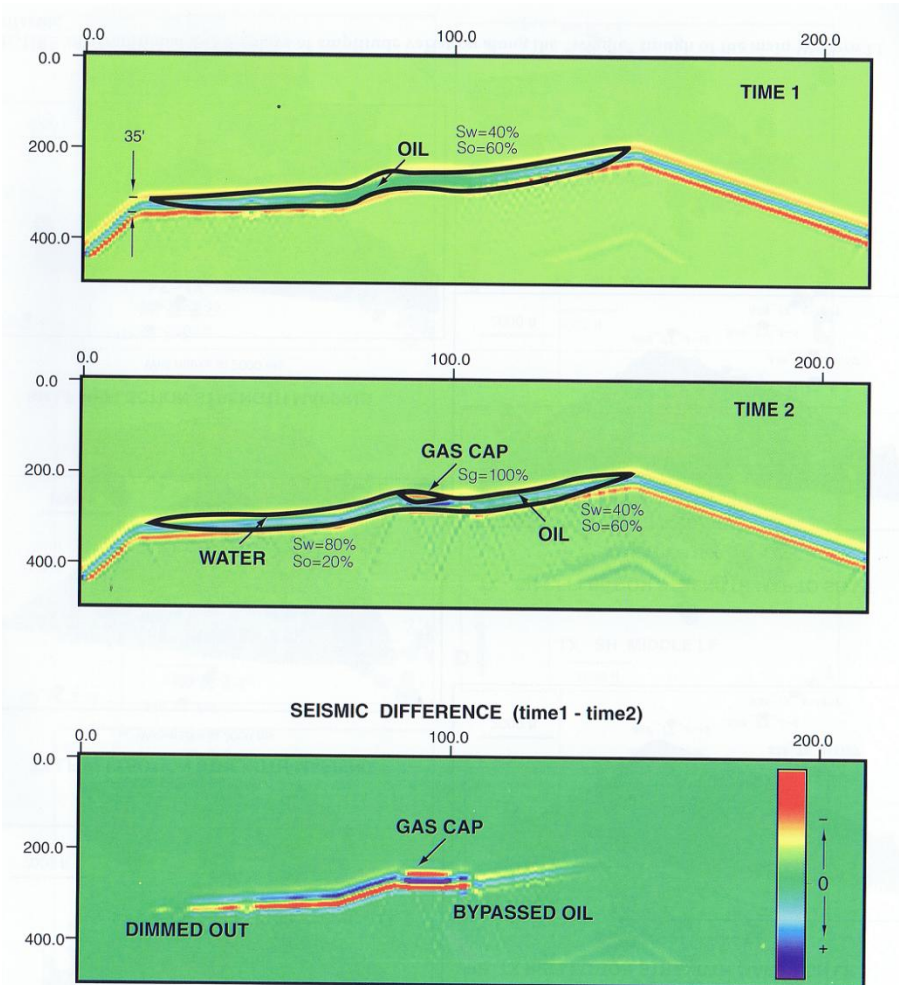 0.0 100.0 200.0
0.0
TIME 1
35'
Sw=40%
OIL
So=60%
200.0
400.0
0.0 100.0 200.0
0.0
TIME 2
GAS CAP
Sg=100%
200.0
Sw=40%
OIL So=60%
WATER Sw=80%
So=20%
400.0
SEISMIC DIFFERENCE (time1 - time2)
0.0 100.0 200.0
0.0
GAS CAP
−
200.0
0
BYPASSED OIL
DIMMED OUT
+
400.0